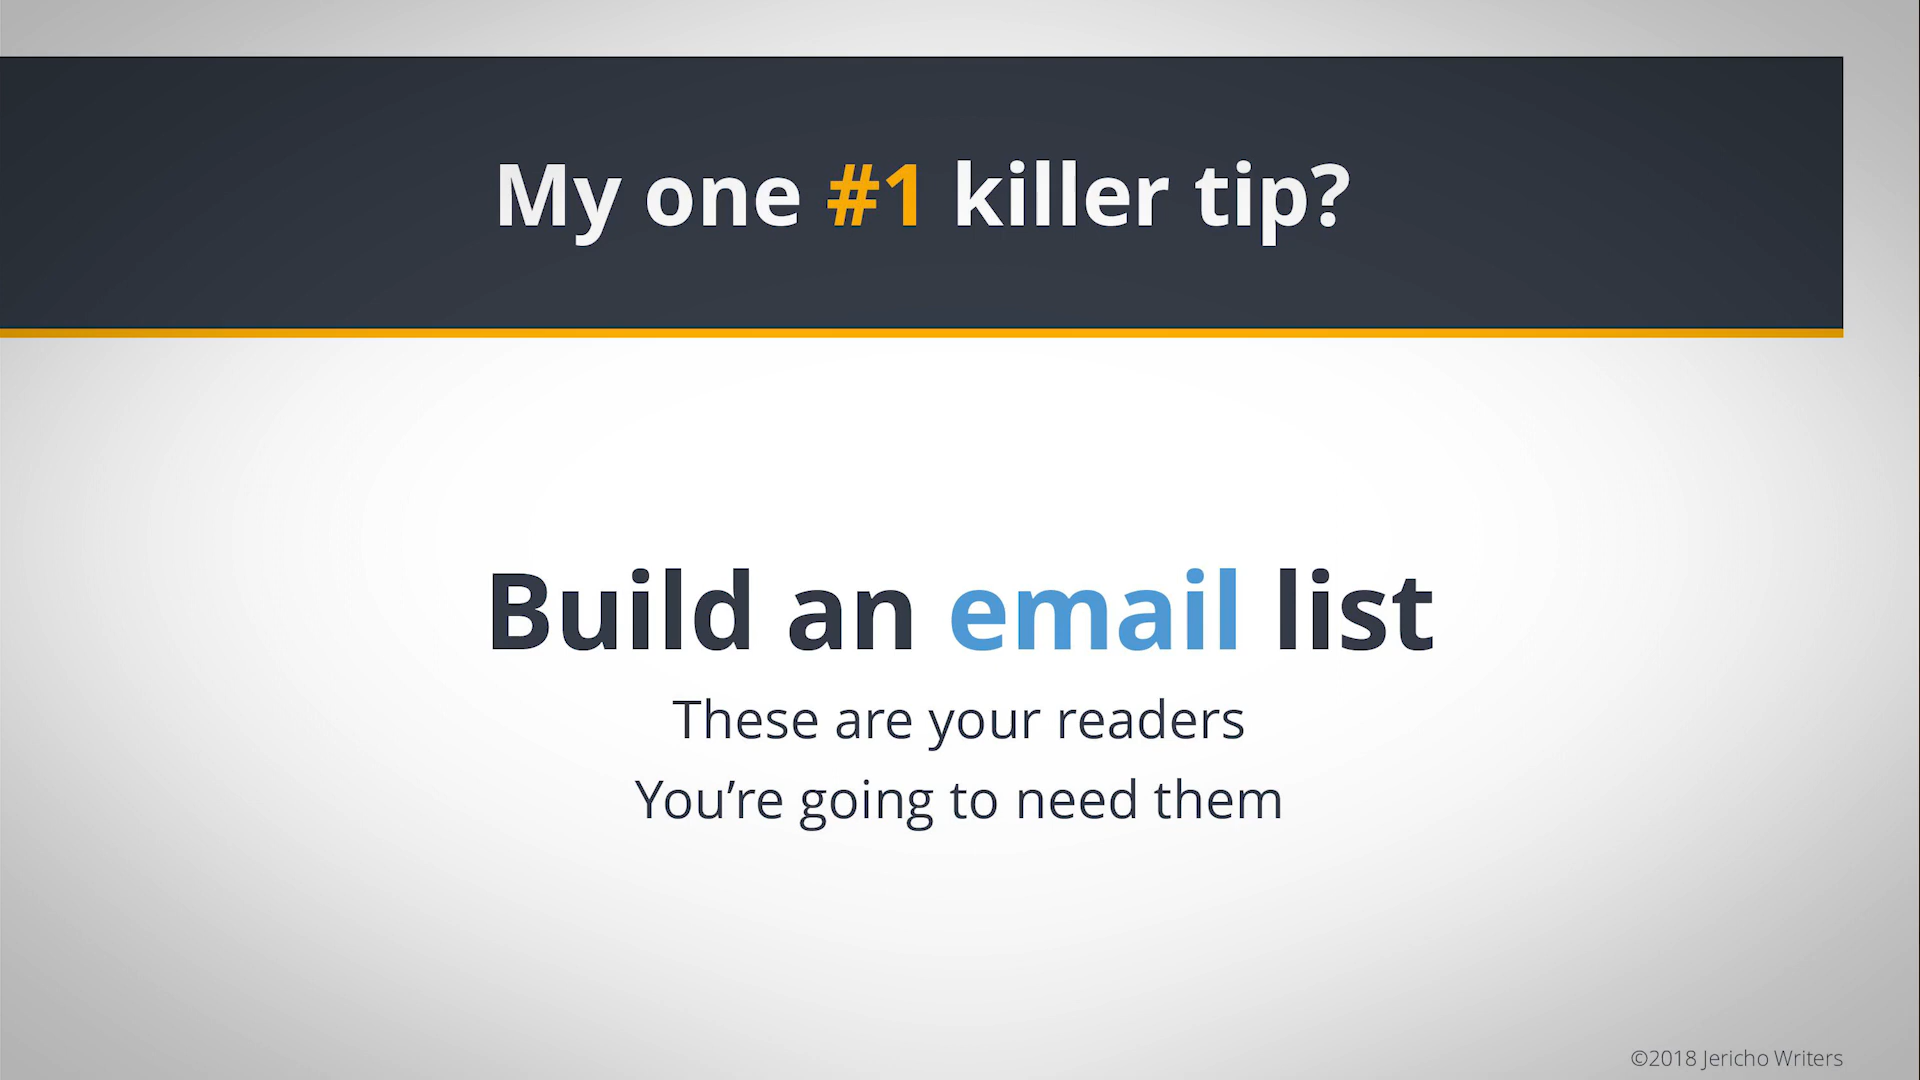 My one #1 killer tip?
Build an email list
These are your readers
You’re going to need them
©2018 Jericho Writers